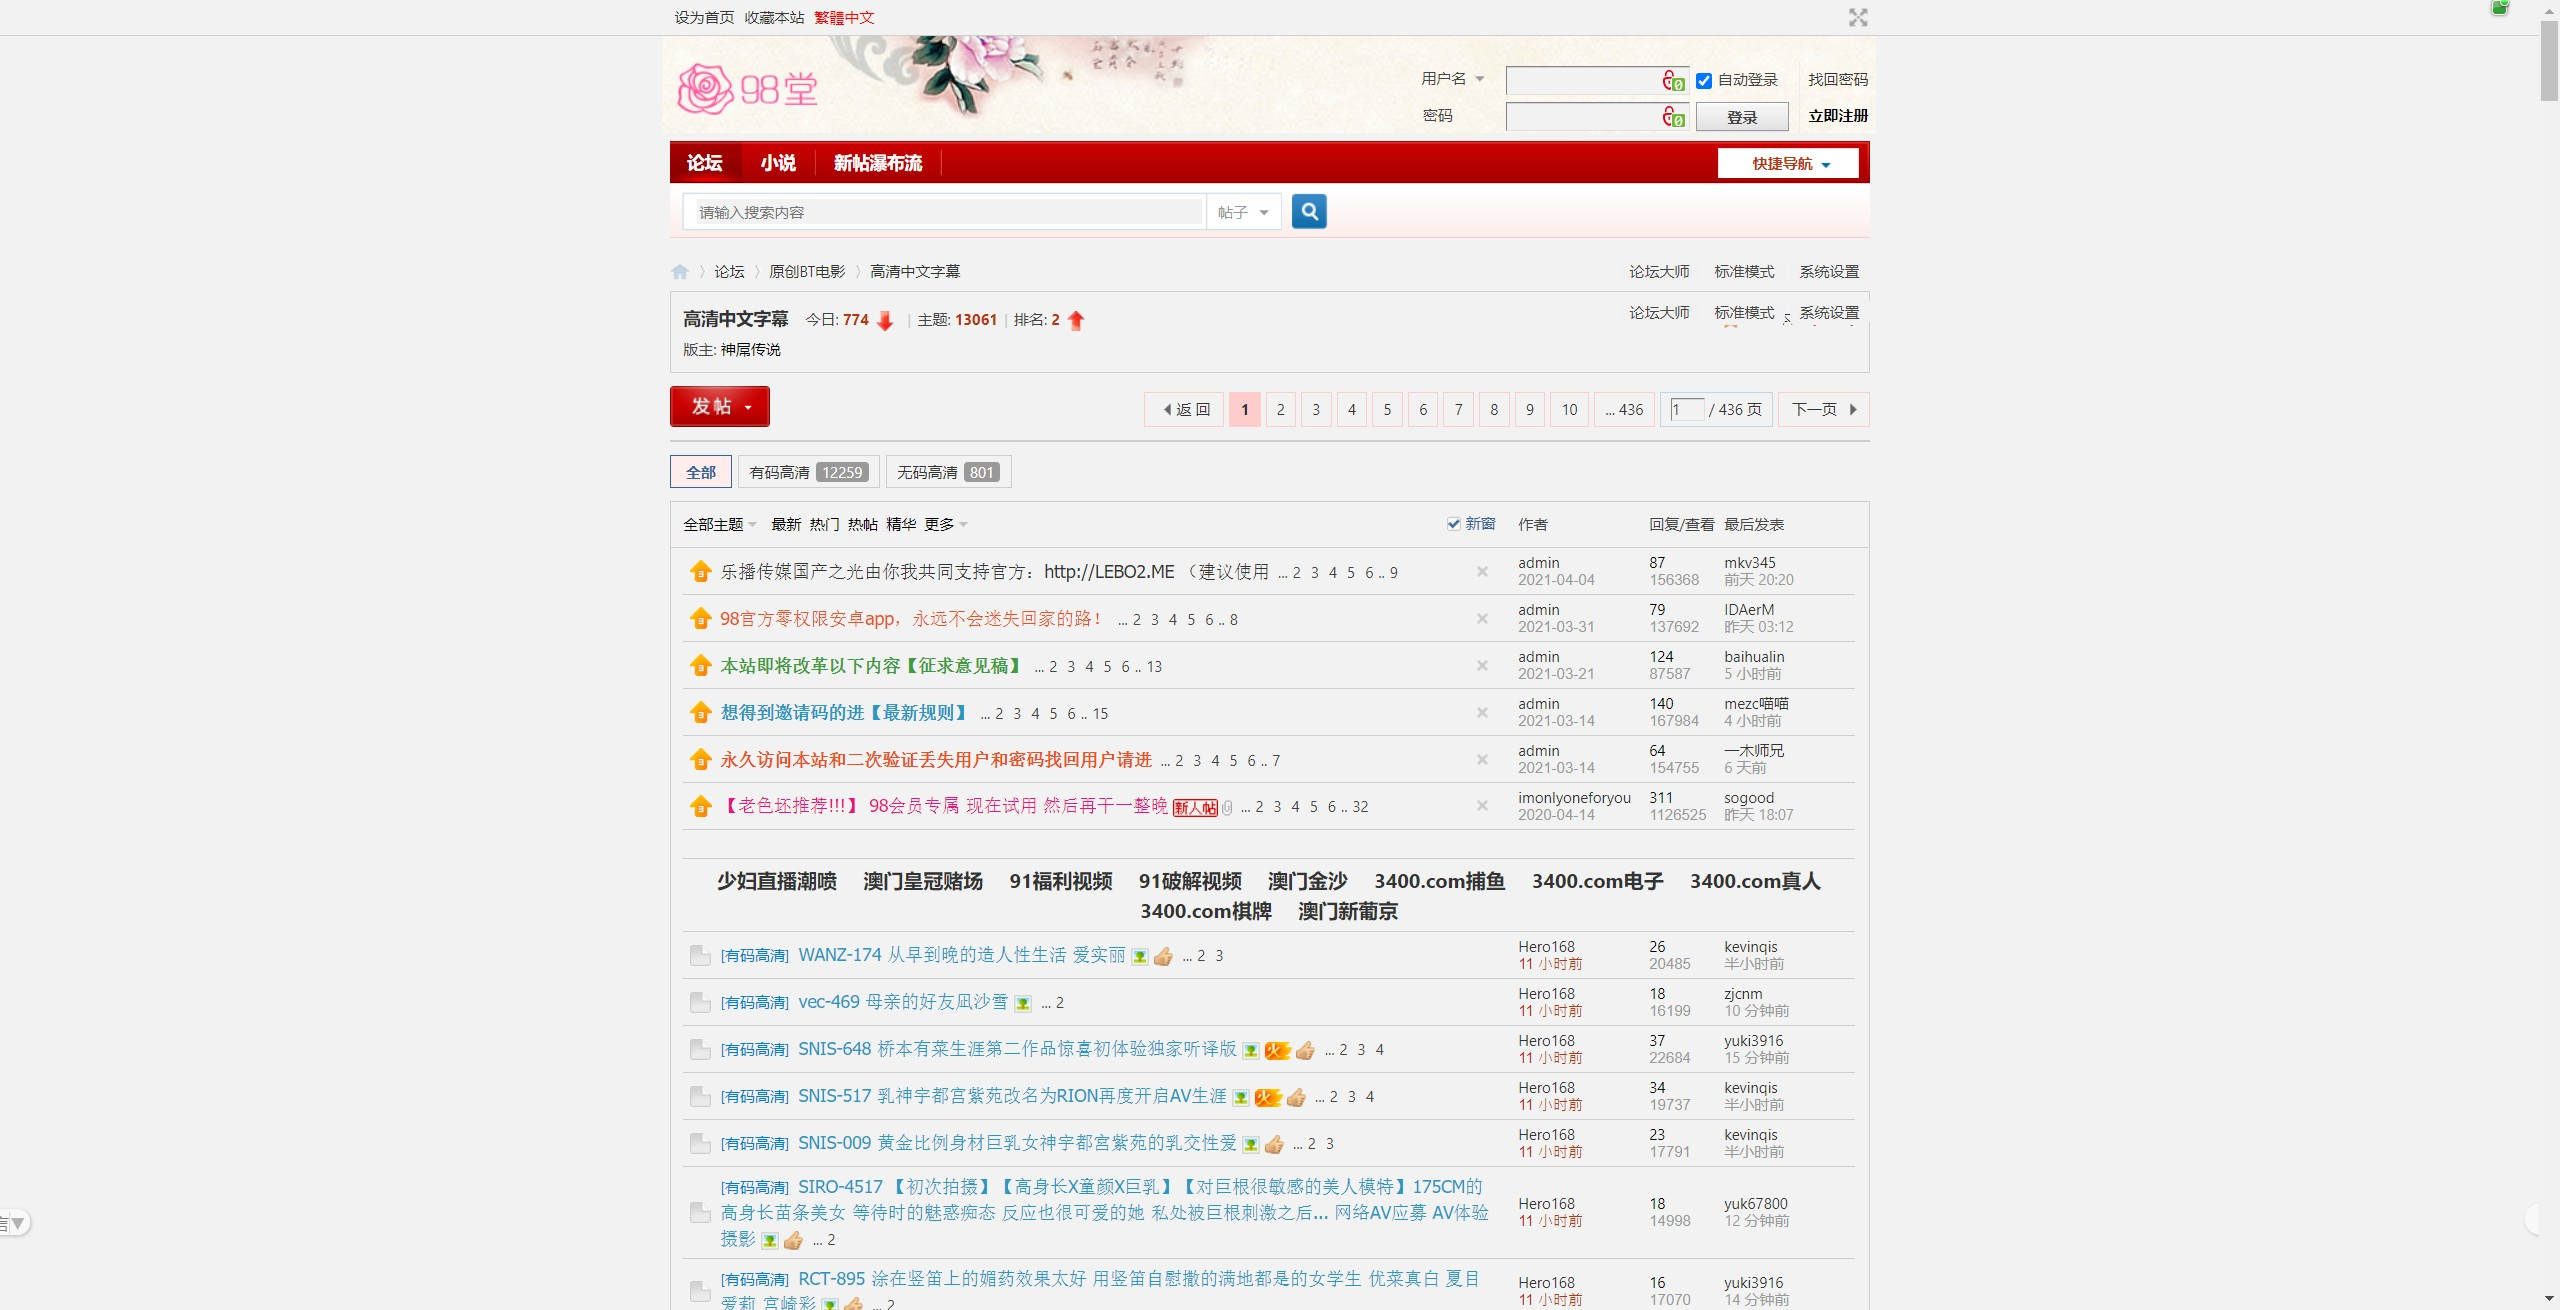 设为首页 收藏本站 繁體中文
98堂
用户名 自动登录 找回密码
密码 登录 立即注册
论坛 小说 新帖瀑布流 快捷导航
请输入搜索内容 帖子
论坛 原创BT电影 高清中文字幕 论坛大师 标准模式 系统设置
高清中文字幕 今日: 774 | 主题: 13061 | 排名: 2 论坛大师 标准模式 系统设置
版主: 神屌传说
发帖 返回 1 2 3 4 5 6 7 8 9 10 ... 436 1 / 436 页 下一页
全部 有码高清 12259 无码高清 801
全部主题 最新 热门 热帖 精华 更多 新窗 作者 回复/查看 最后发表
乐播传媒国产之光由你我共同支持官方：http://LEBO2.ME （建议使用 ... 2 3 4 5 6 .. 9 admin 87 mkv345
2021-04-04 156368 前天 20:20
98官方零权限安卓app，永远不会迷失回家的路！ ... 2 3 4 5 6 .. 8 admin 79 IDAerM
2021-03-31 137692 昨天 03:12
本站即将改革以下内容【征求意见稿】 ... 2 3 4 5 6 .. 13 admin 124 baihualin
2021-03-21 87587 5 小时前
想得到邀请码的进【最新规则】 ... 2 3 4 5 6 .. 15 admin 140 mezc喵喵
2021-03-14 167984 4 小时前
永久访问本站和二次验证丢失用户和密码找回用户请进 ... 2 3 4 5 6 .. 7 admin 64 一木师兄
2021-03-14 154755 6 天前
【老色坯推荐!!!】 98会员专属 现在试用 然后再干一整晚 新人帖 ... 2 3 4 5 6 .. 32 imonlyoneforyou 311 sogood
2020-04-14 1126525 昨天 18:07
少妇直播潮喷 澳门皇冠赌场 91福利视频 91破解视频 澳门金沙 3400.com捕鱼 3400.com电子 3400.com真人
3400.com棋牌 澳门新葡京
[有码高清] WANZ-174 从早到晚的造人性生活 爱实丽 ... 2 3 Hero168 26 kevinqis
11 小时前 20485 半小时前
[有码高清] vec-469 母亲的好友凪沙雪 ... 2 Hero168 18 zjcnm
11 小时前 16199 10 分钟前
[有码高清] SNIS-648 桥本有菜生涯第二作品惊喜初体验独家听译版 火 ... 2 3 4 Hero168 37 yuki3916
11 小时前 22684 15 分钟前
[有码高清] SNIS-517 乳神宇都宫紫苑改名为RION再度开启AV生涯 火 ... 2 3 4 Hero168 34 kevinqis
11 小时前 19737 半小时前
[有码高清] SNIS-009 黄金比例身材巨乳女神宇都宫紫苑的乳交性爱 ... 2 3 Hero168 23 kevinqis
11 小时前 17791 半小时前
[有码高清] SIRO-4517 【初次拍摄】【高身长X童颜X巨乳】【对巨根很敏感的美人模特】175CM的
高身长苗条美女 等待时的魅惑痴态 反应也很可爱的她 私处被巨根刺激之后... 网络AV应募 AV体验
摄影 ... 2 Hero168 18 yuk67800
11 小时前 14998 12 分钟前
[有码高清] RCT-895 涂在竖笛上的媚药效果太好 用竖笛自慰撒的满地都是的女学生 优菜真白 夏目
爱莉 宫崎彩 ... 2 Hero168 16 yuki3916
11 小时前 17070 14 分钟前